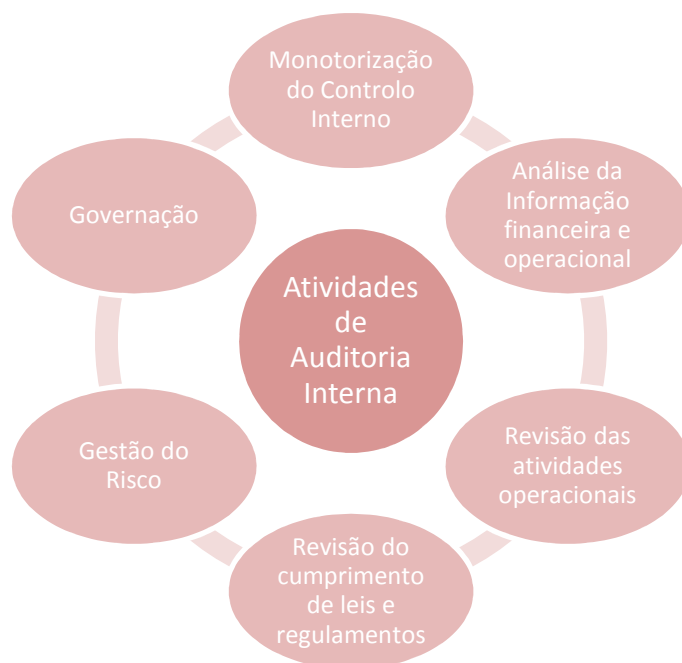 Monotorização
do Controlo
Interno
Análise da
Informação
financeira e
operacional
Revisão das
atividades
operacionais
Revisão do
cumprimento
de leis e
regulamentos
Gestão do
Risco
Governação
Atividades
de
Auditoria
Interna